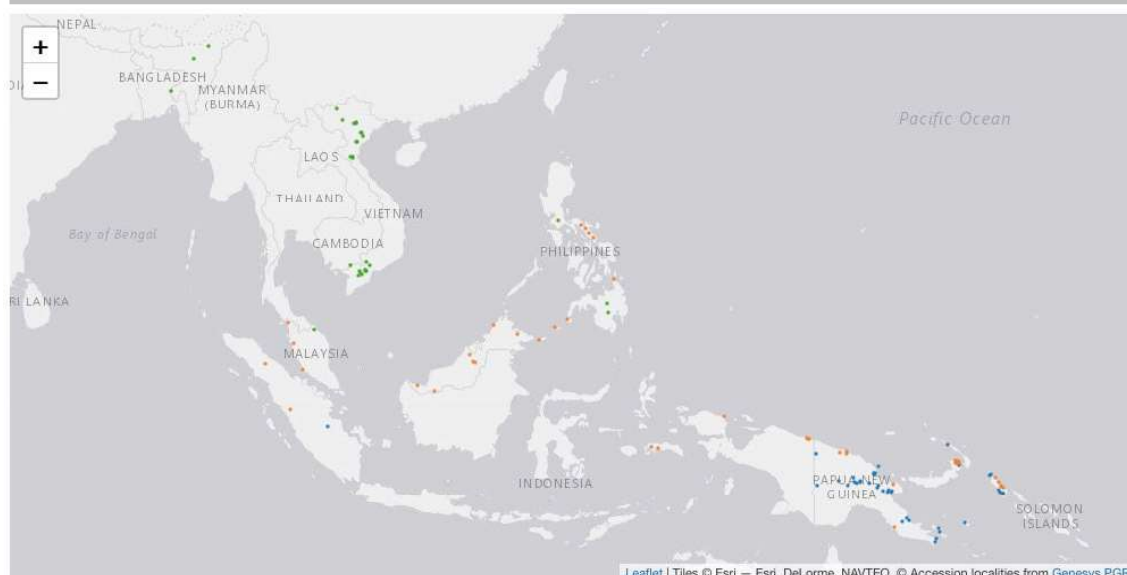 NEPAL
+
−
BANGLADESH
MYANMAR
(BURMA)
Pacific Ocean
LAOS
THAILAND
VIETNAM
Bay of Bengal
CAMBODIA
PHILIPPINES
RI LANKA
MALAYSIA
INDONESIA
PAPUA NEW
GUINEA
SOLOMON
ISLANDS
Leaflet | Tiles © Esri — Esri, DeLorme, NAVTEQ, © Accession localities from Genesys PGR